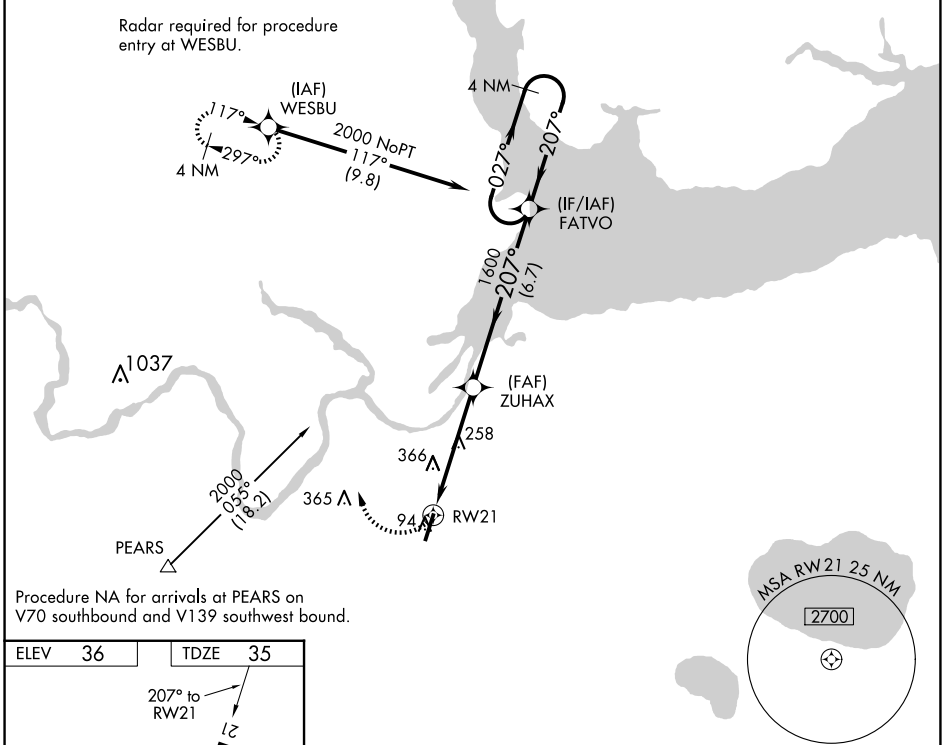 Radar required for procedure
entry at WESBU.
(IAF)
WESBU
117°
297°
4 NM
2000 NoPT
117°
(9.8)
4 NM
027°
207°
(IF/IAF)
FATVO
1600
207°
(6.7)
(FAF)
ZUHAX
1037
258
366
365
94
RW21
2000
055°
(18.2)
PEARS
Procedure NA for arrivals at PEARS on
V70 southbound and V139 southwest bound.
MSA RW21 25 NM
2700
ELEV 36
TDZE 35
207° to
RW21
21